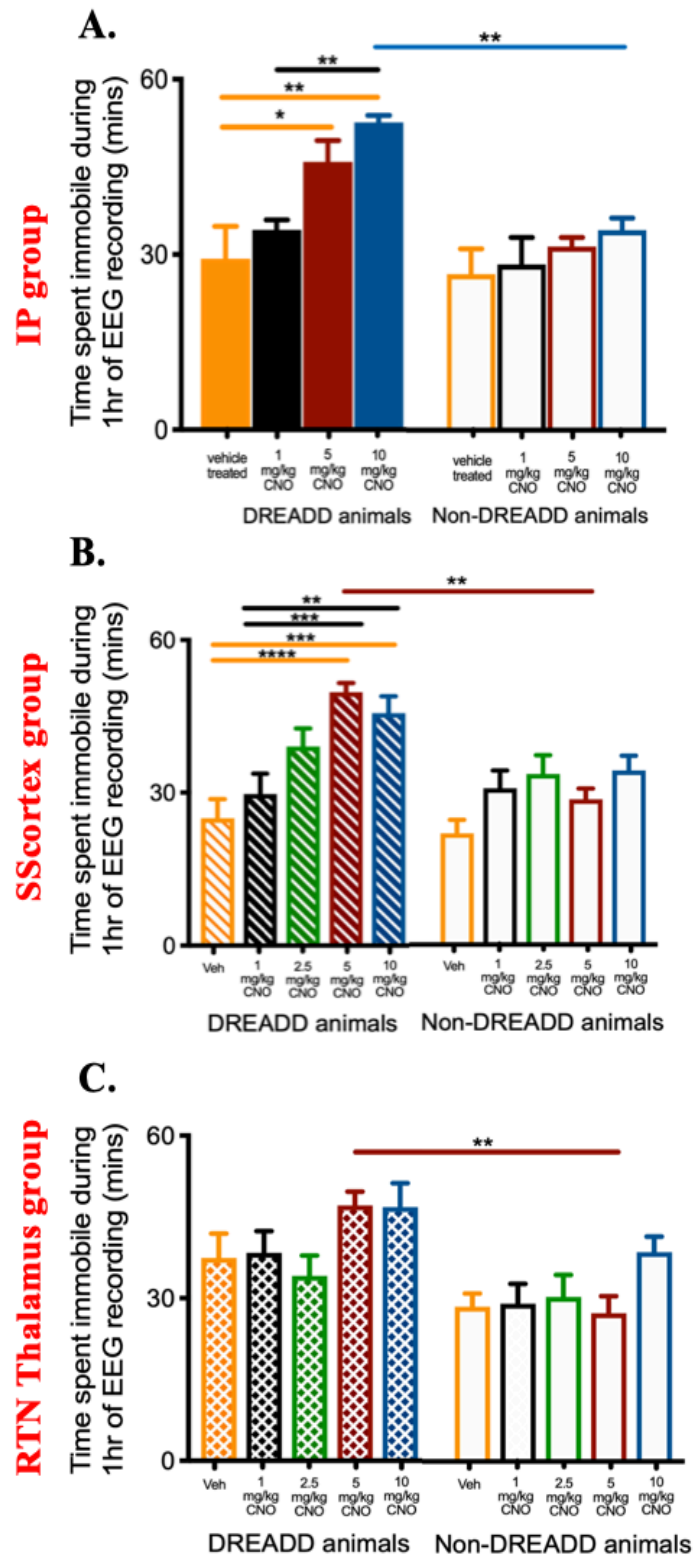 A.
IP group
Time spent immobile during
1hr of EEG recording (mins)
60
30
0
**
**
**
*
vehicle
treated
1
mg/kg
CNO
5
mg/kg
CNO
10
mg/kg
CNO
vehicle
treated
1
mg/kg
CNO
5
mg/kg
CNO
10
mg/kg
CNO
DREADD animals
Non-DREADD animals
B.
SScortex group
Time spent immobile during
1hr of EEG recording (mins)
60
30
0
**
**
***
***
****
Veh
1
mg/kg
CNO
2.5
mg/kg
CNO
5
mg/kg
CNO
10
mg/kg
CNO
Veh
1
mg/kg
CNO
2.5
mg/kg
CNO
5
mg/kg
CNO
10
mg/kg
CNO
DREADD animals
Non-DREADD animals
C.
RTN Thalamus group
Time spent immobile during
1hr of EEG recording (mins)
60
30
0
**
Veh
1
mg/kg
CNO
2.5
mg/kg
CNO
5
mg/kg
CNO
10
mg/kg
CNO
Veh
1
mg/kg
CNO
2.5
mg/kg
CNO
5
mg/kg
CNO
10
mg/kg
CNO
DREADD animals
Non-DREADD animals